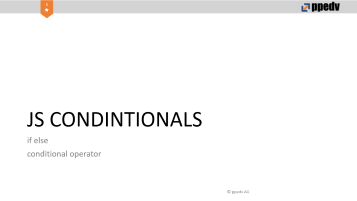 ppedv
JS CONDINTIONALS
if else
conditional operator
© ppedv AG